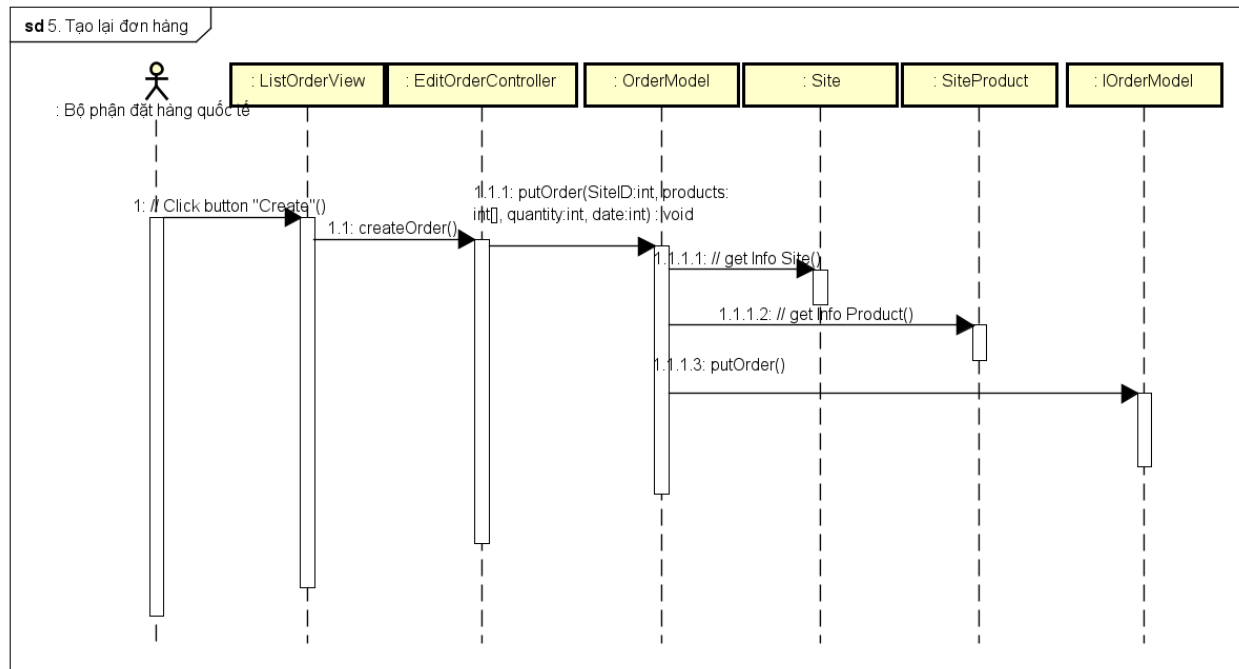 sd 5. Tạo lại đơn hàng
: Bộ phận đặt hàng quốc tế
: ListOrderView
: EditOrderController
: OrderModel
: Site
: SiteProduct
: IOrderModel
1: // Click button "Create"()
1.1: createOrder()
1.1.1: putOrder(SiteID:int, products:
int[], quantity:int, date:int) : void
1.1.1.1: // get Info Site()
1.1.1.2: // get Info Product()
1.1.1.3: putOrder()